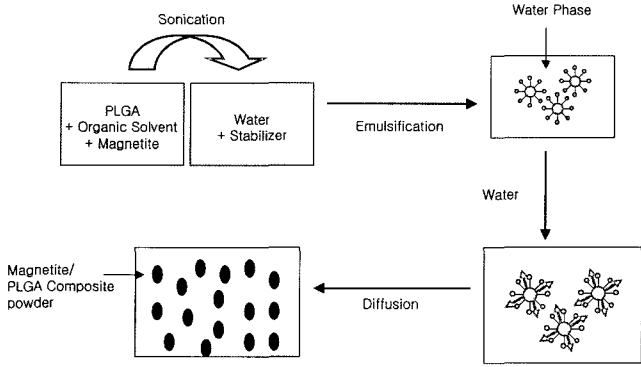 Sonication
Water Phase
PLGA
+ Organic Solvent
+ Magnetite
Water
+ Stabilizer
Emulsification
Water
Magnetite/
PLGA Composite
powder
Diffusion